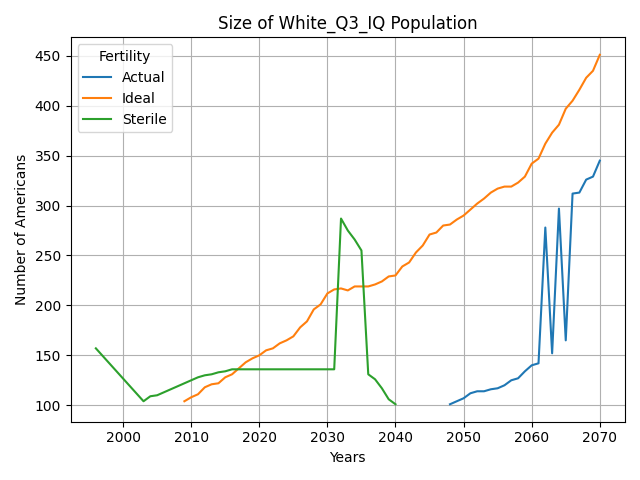 Size of White_Q3_IQ Population
Fertility
Actual
Ideal
Sterile
Number of Americans
450
400
350
300
250
200
150
100
2000
2010
2020
2030
2040
2050
2060
2070
Years